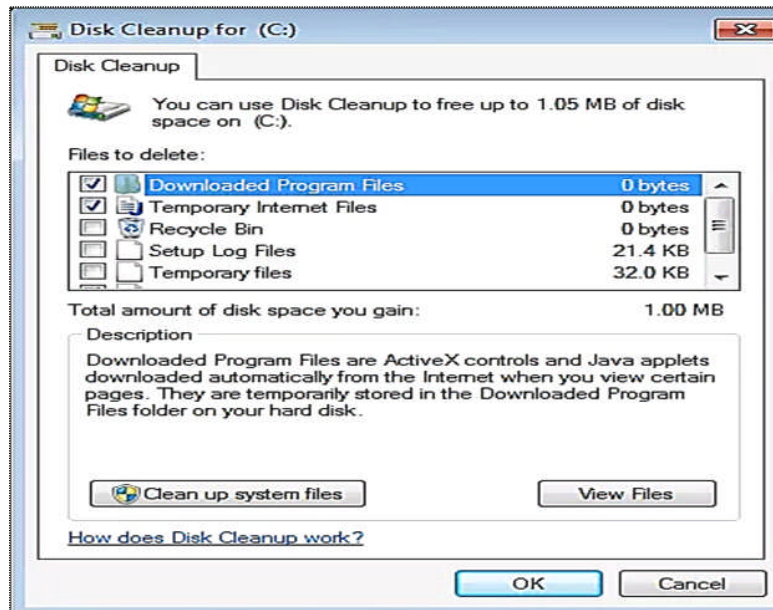 Disk Cleanup for (C:)
Disk Cleanup
You can use Disk Cleanup to free up to 1.05 MB of disk
space on (C:).
Files to delete:
Downloaded Program Files 0 bytes
Temporary Internet Files 0 bytes
Recycle Bin 0 bytes
Setup Log Files 21.4 KB
Temporary files 32.0 KB
Total amount of disk space you gain: 1.00 MB
Description
Downloaded Program Files are ActiveX controls and Java applets
downloaded automatically from the Internet when you view certain
pages. They are temporarily stored in the Downloaded Program
Files folder on your hard disk.
Clean up system files View Files
How does Disk Cleanup work?
OK Cancel